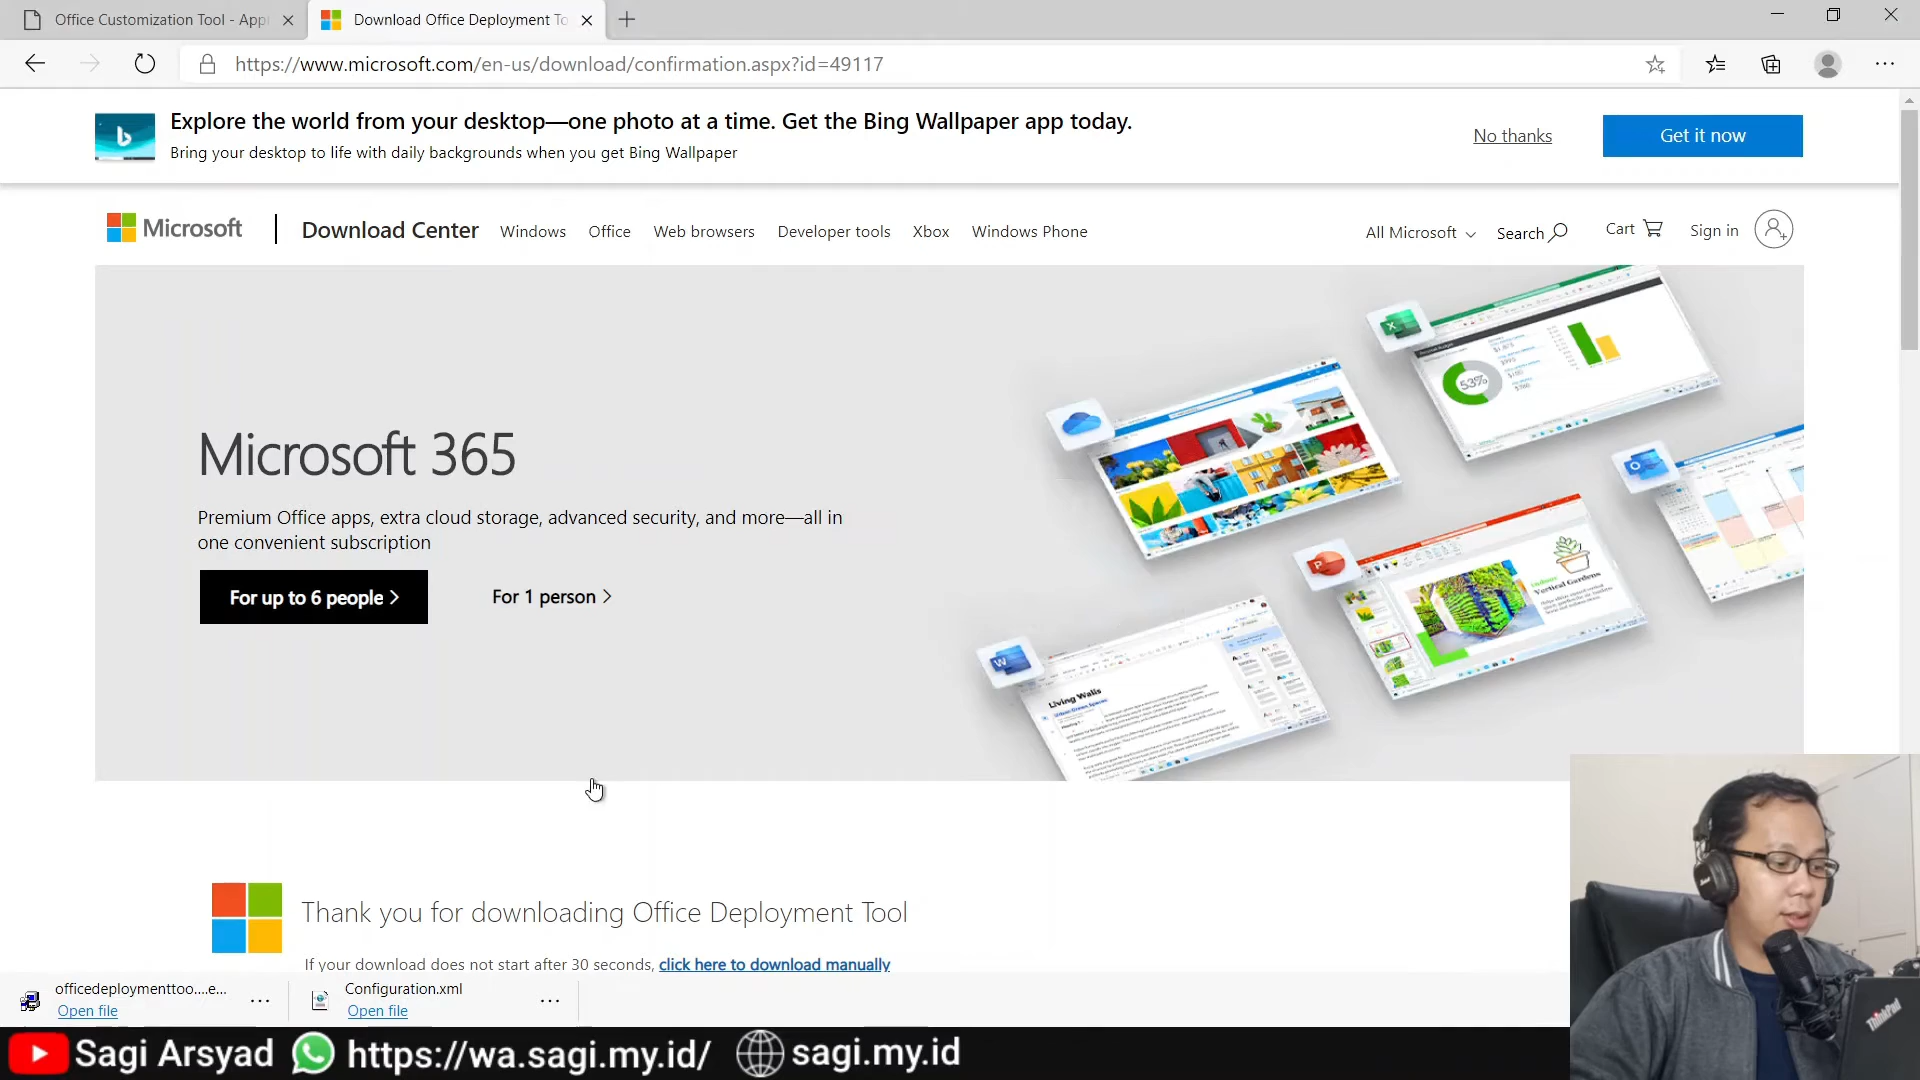 Office Customization Tool - App
Download Office Deployment To
https://www.microsoft.com/en-us/download/confirmation.aspx?id=49117
Explore the world from your desktop—one photo at a time. Get the Bing Wallpaper app today.
Bring your desktop to life with daily backgrounds when you get Bing Wallpaper
No thanks
Get it now
Microsoft
Download Center
Windows
Office
Web browsers
Developer tools
Xbox
Windows Phone
All Microsoft
Search
Cart
Sign in
Microsoft 365
Premium Office apps, extra cloud storage, advanced security, and more—all in
one convenient subscription
For up to 6 people
For 1 person
53%
Vertical Gardens
Living Walls
Thank you for downloading Office Deployment Tool
If your download does not start after 30 seconds, click here to download manually
officedeploymenttoo....e...
Open file
Configuration.xml
Open file
ThinkPad
Sagi Arsyad
https://wa.sagi.my.id/
sagi.my.id